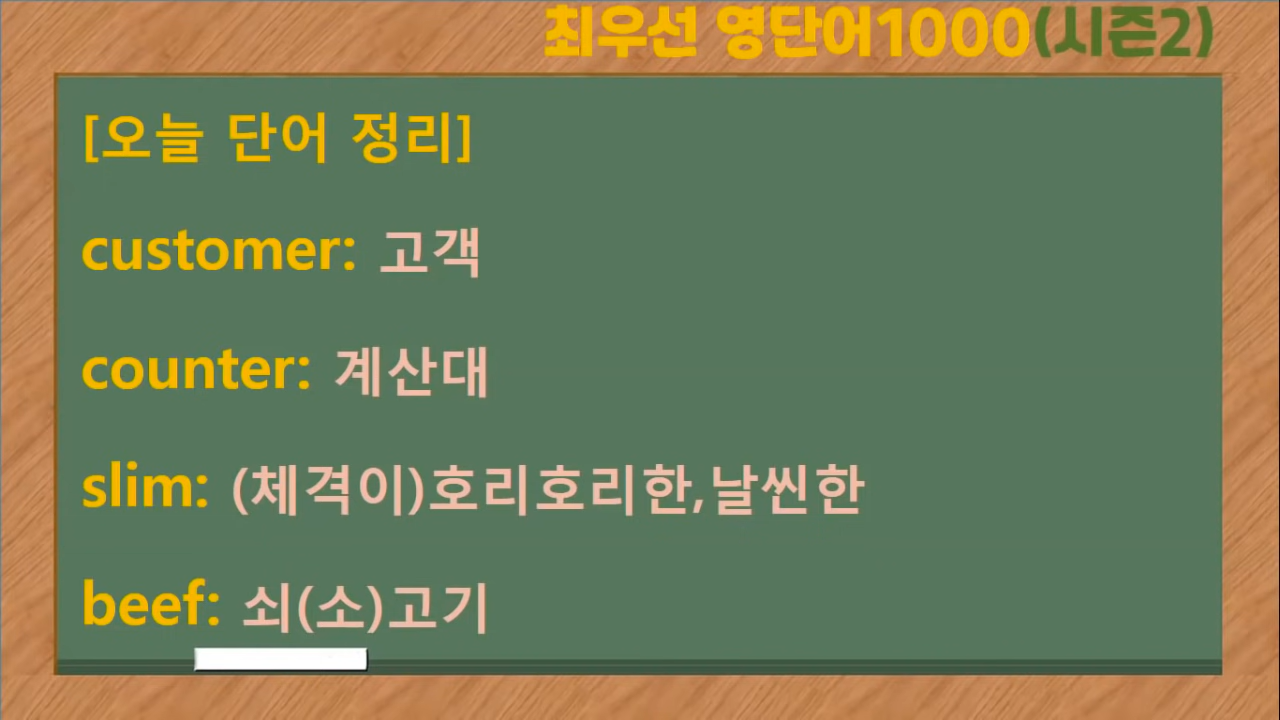 최우선 영단어1000(시즌2)
[오늘 단어 정리]
customer: 고객
counter: 계산대
slim: (체격이)호리호리한,날씬한
beef: 쇠(소)고기